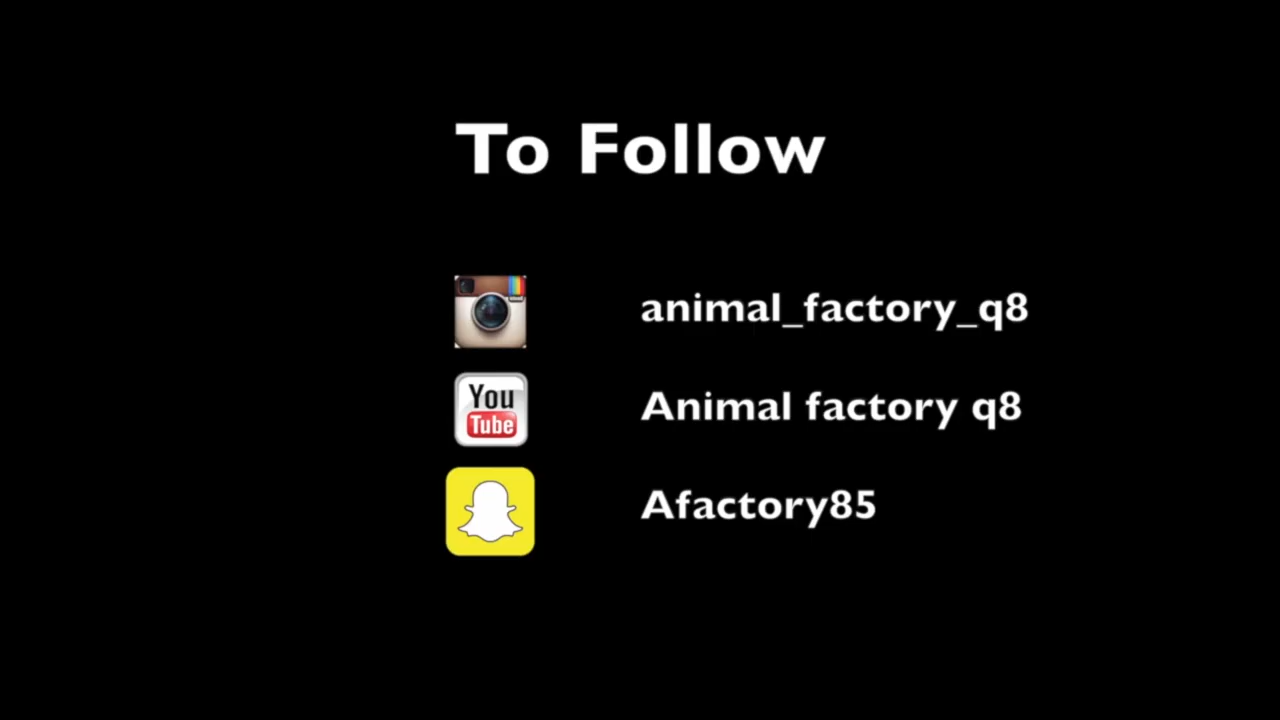 To Follow
animal_factory_q8
You
Tube
Animal factory q8
Afactory85